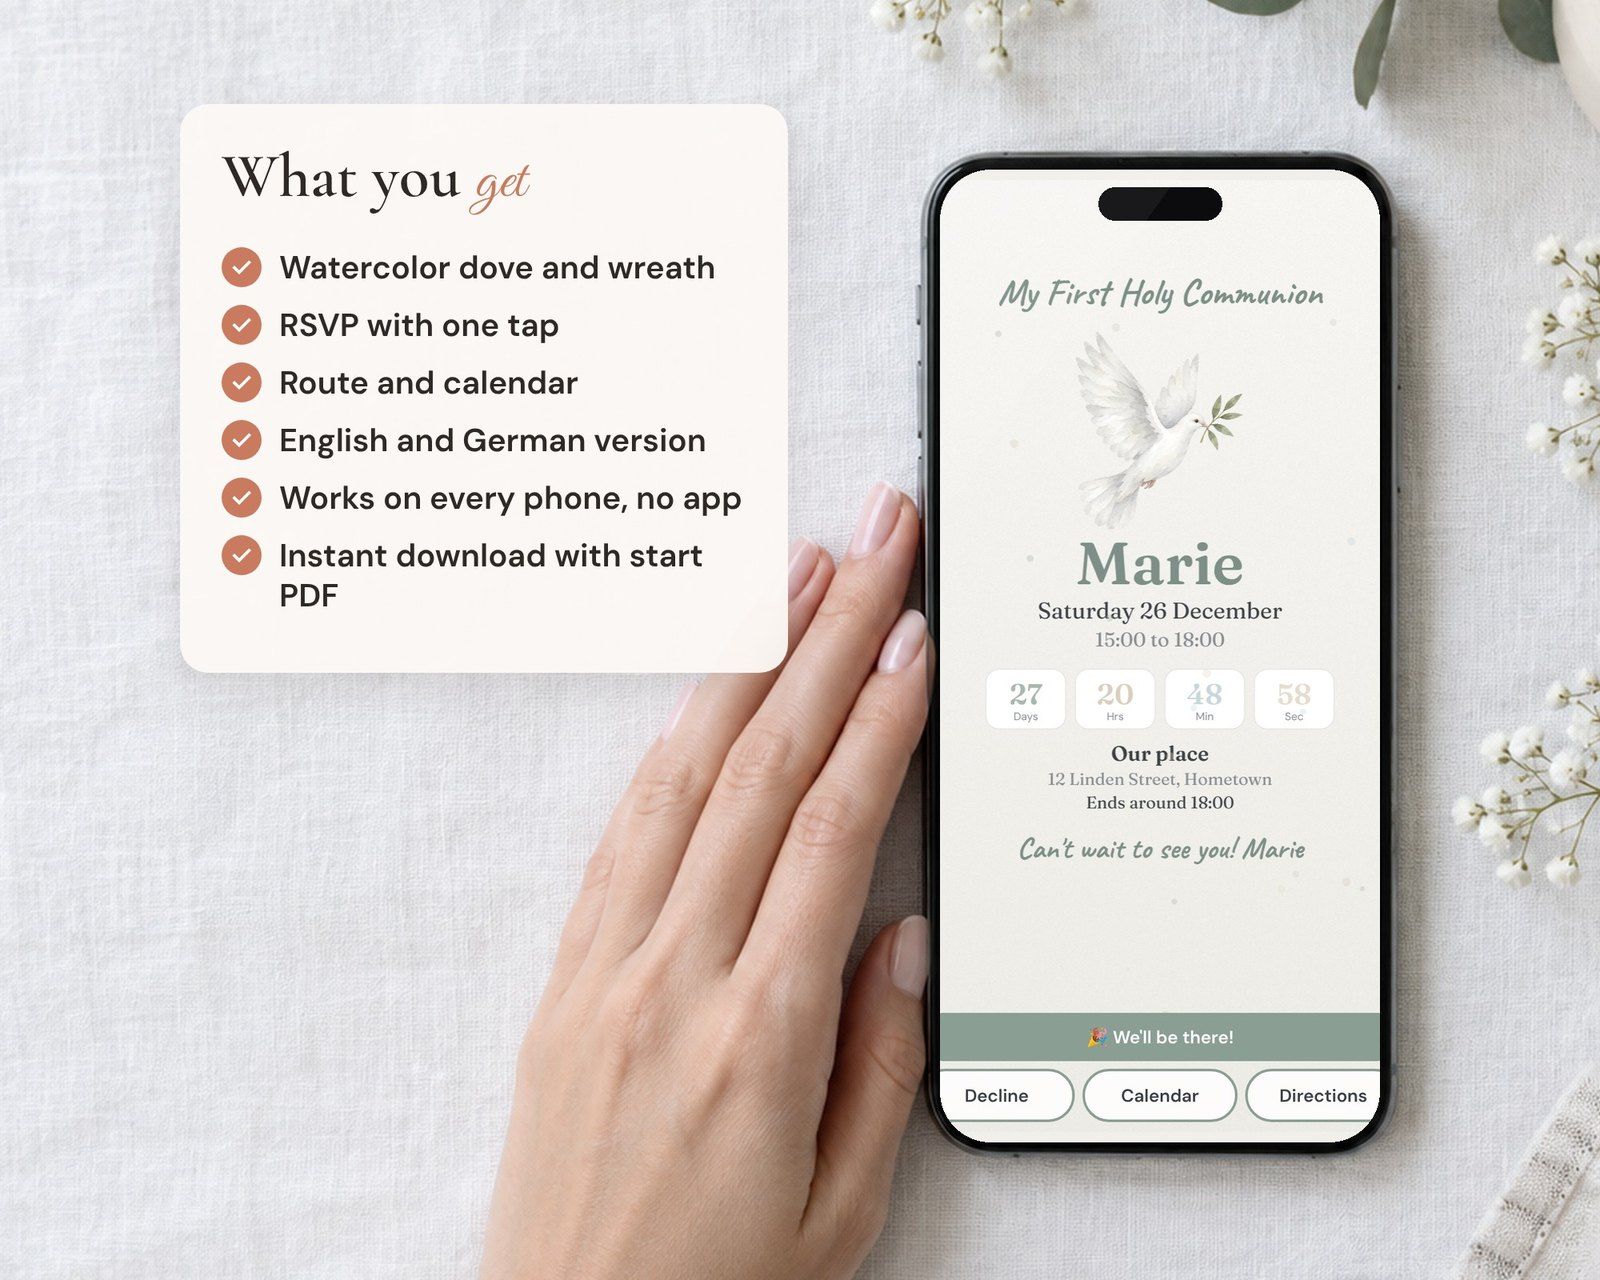 What you get
Watercolor dove and wreath
RSVP with one tap
Route and calendar
English and German version
Works on every phone, no app
Instant download with start
PDF
My First Holy Communion
Marie
Saturday 26 December
15:00 to 18:00
27 20 48 58
Days Hrs Min Sec
Our place
12 Linden Street, Hometown
Ends around 18:00
Can't wait to see you! Marie
🎉 We'll be there!
Decline Calendar Directions